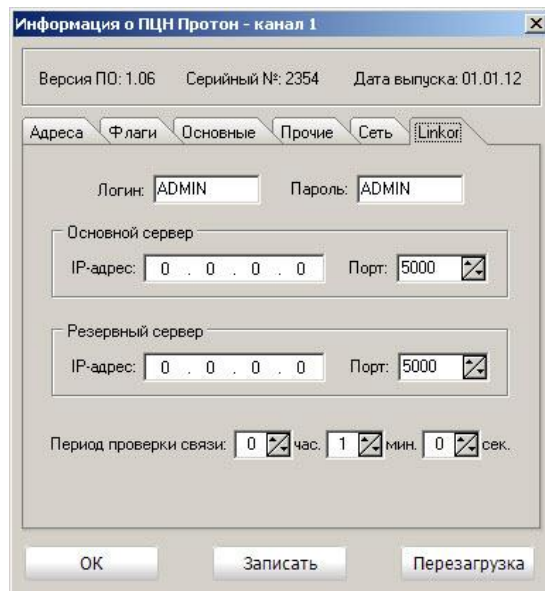 Информация о ПЦН Протон - канал 1
Версия ПО: 1.06 Серийный №: 2354 Дата выпуска: 01.01.12
Адреса Флаги Основные Прочие Сеть Linkor
Логин: ADMIN Пароль: ADMIN
Основной сервер
IP-адрес: 0 . 0 . 0 . 0 Порт: 5000
Резервный сервер
IP-адрес: 0 . 0 . 0 . 0 Порт: 5000
Период проверки связи: 0 час. 1 мин. 0 сек.
ОК Записать Перезагрузка